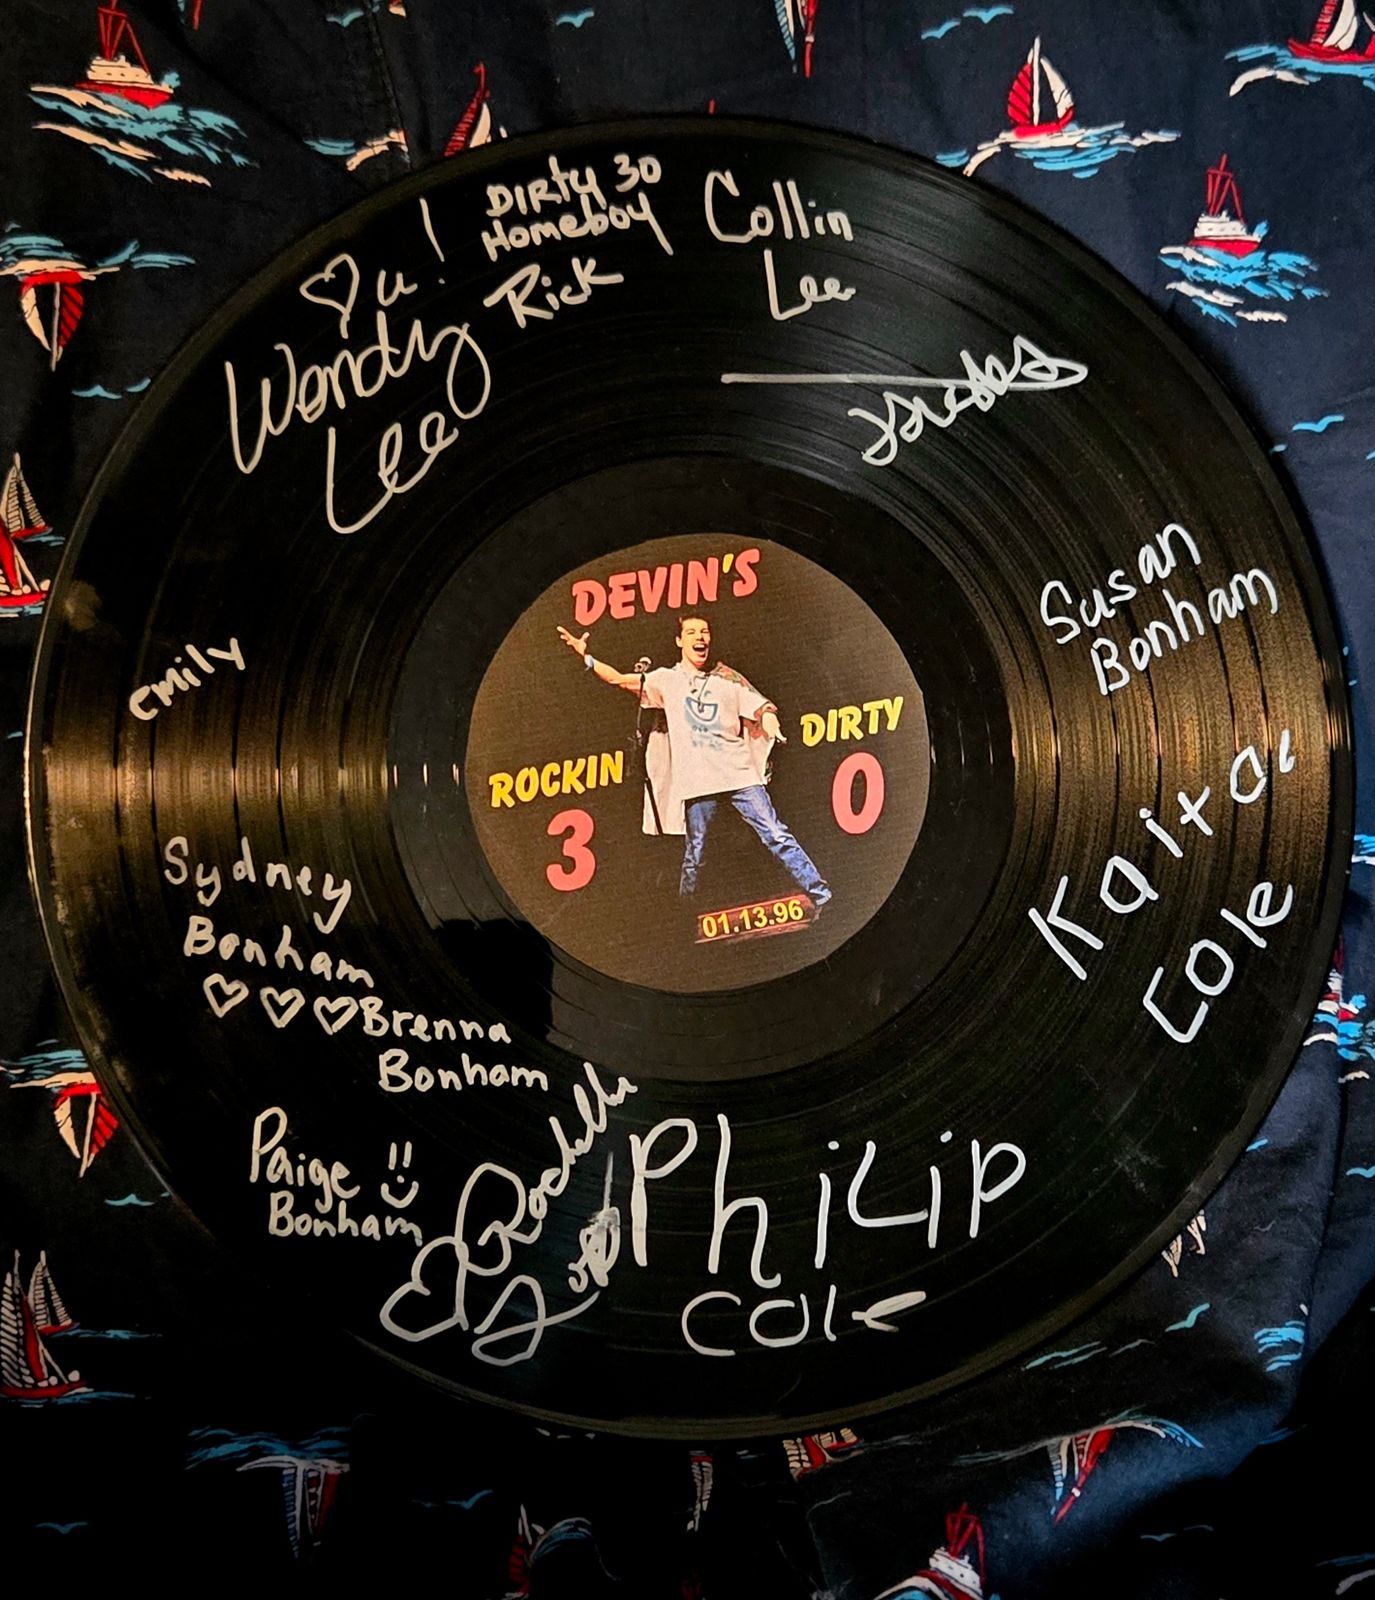 DEVIN'S
ROCKIN
DIRTY
3
0
01.13.96
♡ u!
Wendy
Lee
DIRTY 30
Homeboy
Rick
Collin
Lee
Susan
Bonham
Cole
Philip
Cole
Rochelle
Paige
Bonham
Brenna
Bonham
Sydney
Bonham
♡♡♡
emily